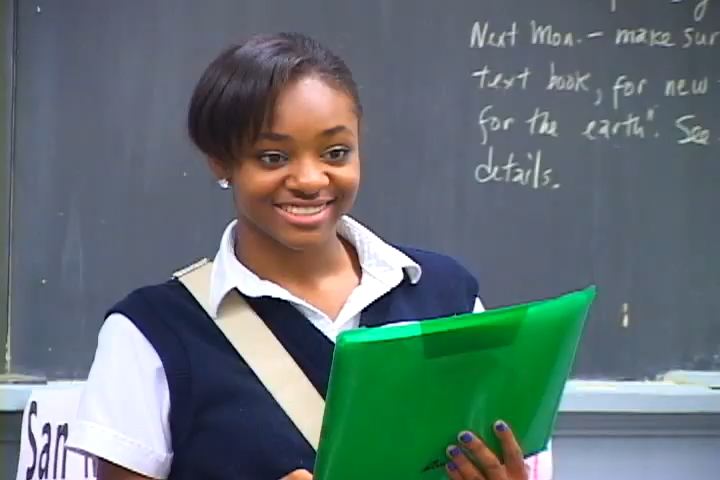 Next Mon. - make sur
text book, for new
for the earth". See
details.
San